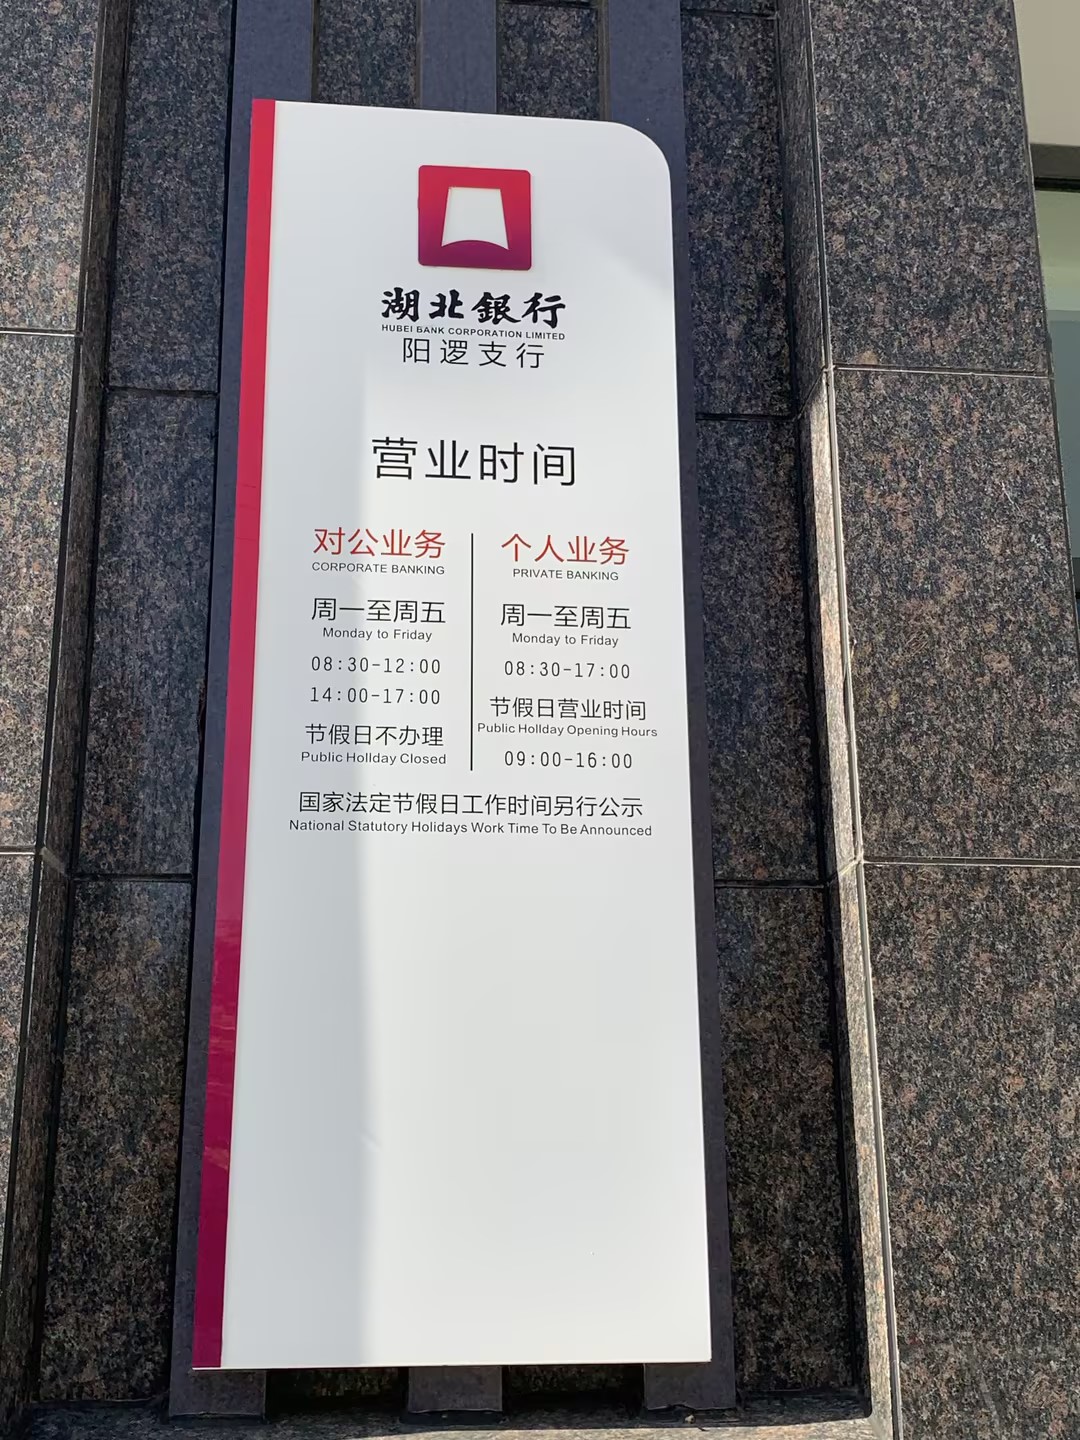 湖北銀行
HUBEI BANK CORPORATION LIMITED
阳逻支行
营业时间
对公业务
CORPORATE BANKING
周一至周五
Monday to Friday
08:30-12:00
14:00-17:00
节假日不办理
Public Hollday Closed
个人业务
PRIVATE BANKING
周一至周五
Monday to Friday
08:30-17:00
节假日营业时间
Public Hollday Opening Hours
09:00-16:00
国家法定节假日工作时间另行公示
National Statutory Holidays Work Time To Be Announced